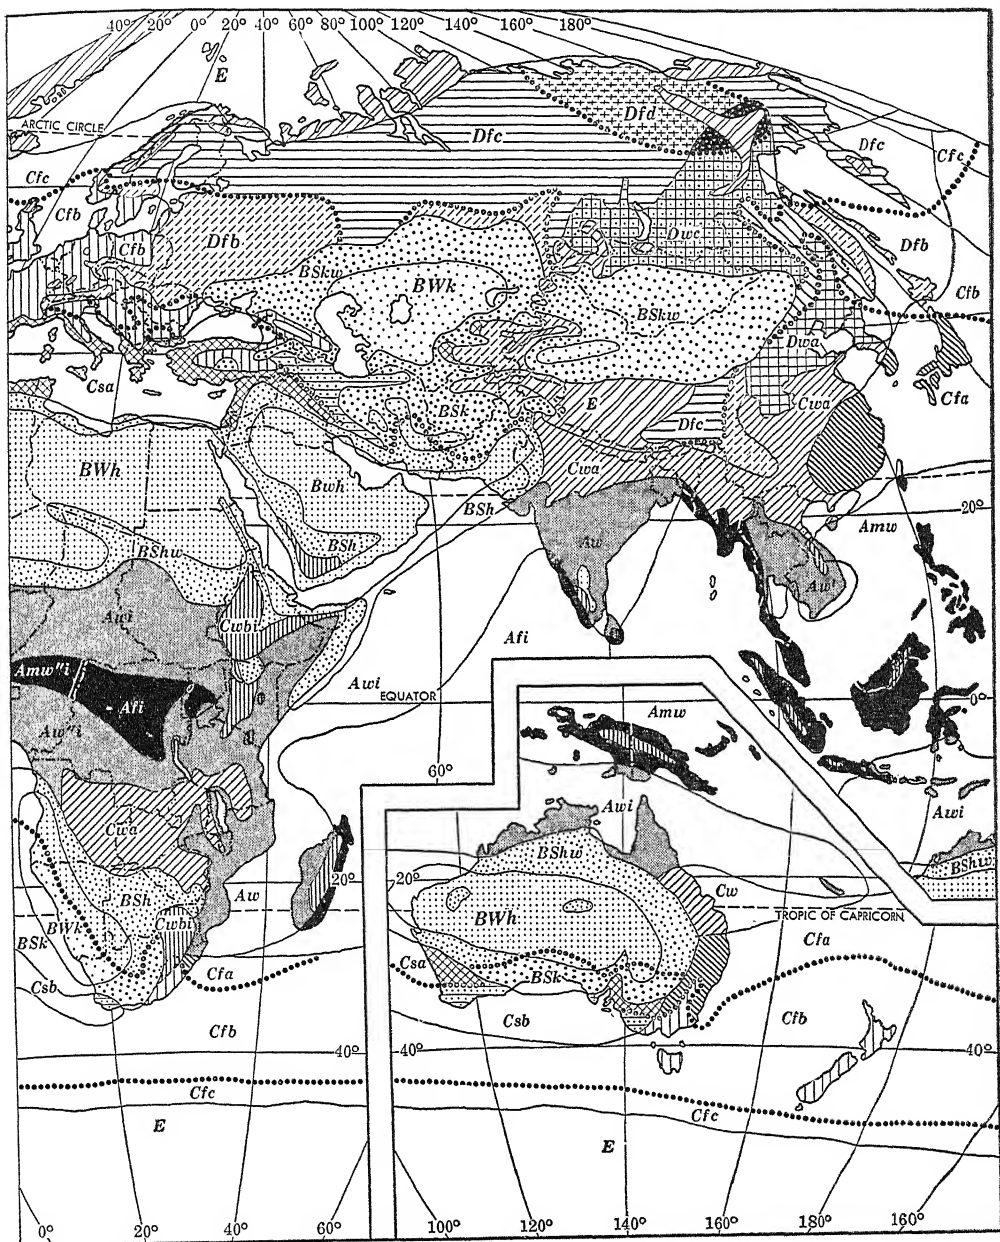 40° 20° 0° 20° 40° 60° 80° 100° 120° 140° 160° 180°
E
ARCTIC CIRCLE
Dfd
Dfc
Dfc
Cfc
Cfc
Cfb
Cfb
Dfb
Dwc
Dfb
BSkw
BWk
Cfb
BSkw
Dwa
Csa
Cwa
Cfa
BSk
E
Dfc
BWh
Bwh
Cwa
BSh
20°
BSh
Amw
BShw
Aw
Aw
Awi
Cwbi
Afi
Amw"i
Awi
EQUATOR
Afi
Amw
0°
Aw"i
60°
Awi
Awi
Cwa
BShw
BShw
20°
20°
BSh
Aw
Cw
BWk
Cwbi
BWh
TROPIC OF CAPRICORN
BSk
Cfa
Cfa
Csa
BSk
Csb
Csb
Cfb
Cfb
40°
40°
40°
Cfc
Cfc
E
E
0° 20° 40° 60° 100° 120° 140° 160° 180° 160°